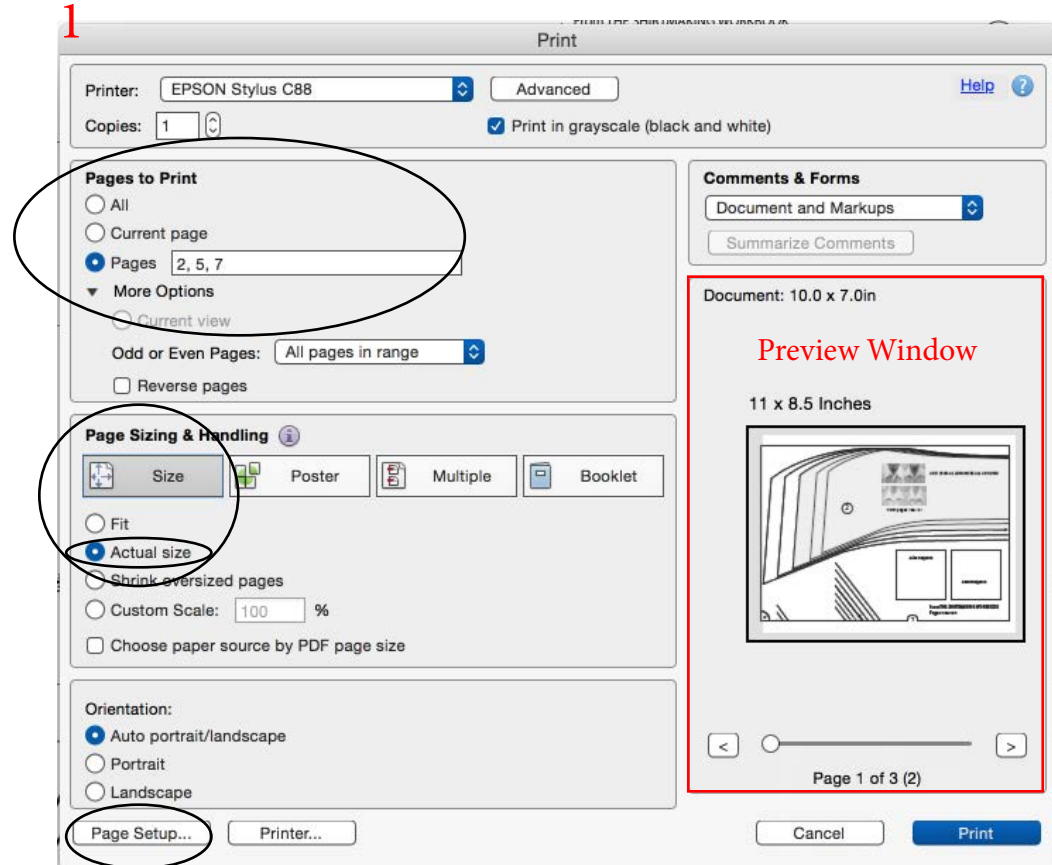 1
From THE SHIRTMAKING WORKBOOK
Print
Printer: EPSON Stylus C88 Advanced Help ?
Copies: 1 Print in grayscale (black and white)
Pages to Print
All
Current page
Pages 2, 5, 7
More Options
Current view
Odd or Even Pages: All pages in range
Reverse pages
Comments & Forms
Document and Markups
Summarize Comments
Page Sizing & Handling i
Size Poster Multiple Booklet
Fit
Actual size
Shrink oversized pages
Custom Scale: 100 %
Choose paper source by PDF page size
Document: 10.0 x 7.0in
Preview Window
11 x 8.5 Inches
< >
Page 1 of 3 (2)
Orientation:
Auto portrait/landscape
Portrait
Landscape
Page Setup... Printer... Cancel Print